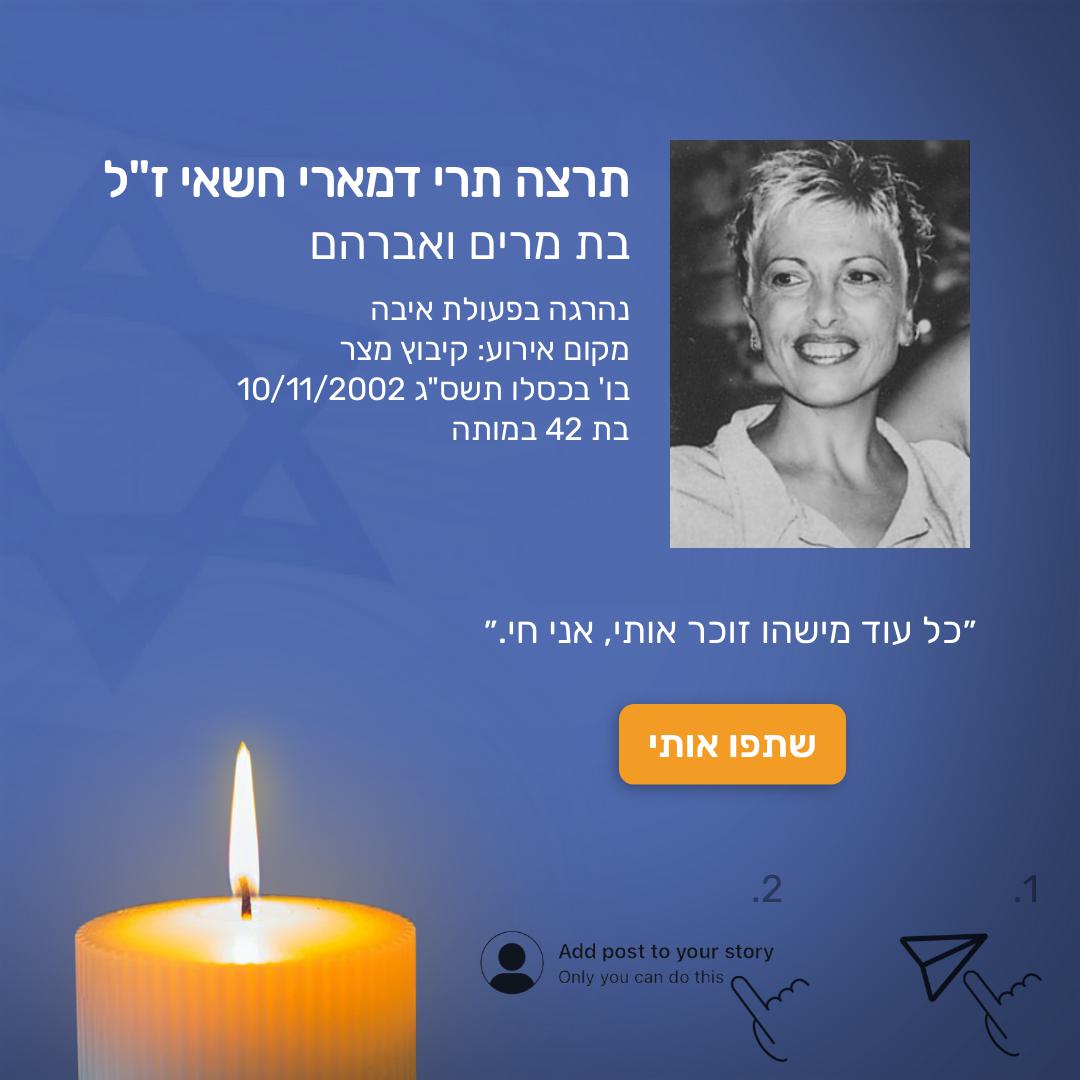 תרצה תרי דמארי חשאי ז"ל
בת מרים ואברהם
נהרגה בפעולת איבה
מקום אירוע: קיבוץ מצר
בו' בכסלו תשס"ג 10/11/2002
בת 42 במותה
״כל עוד מישהו זוכר אותי, אני חי.״
שתפו אותי
1.
2.
Add post to your story
Only you can do this